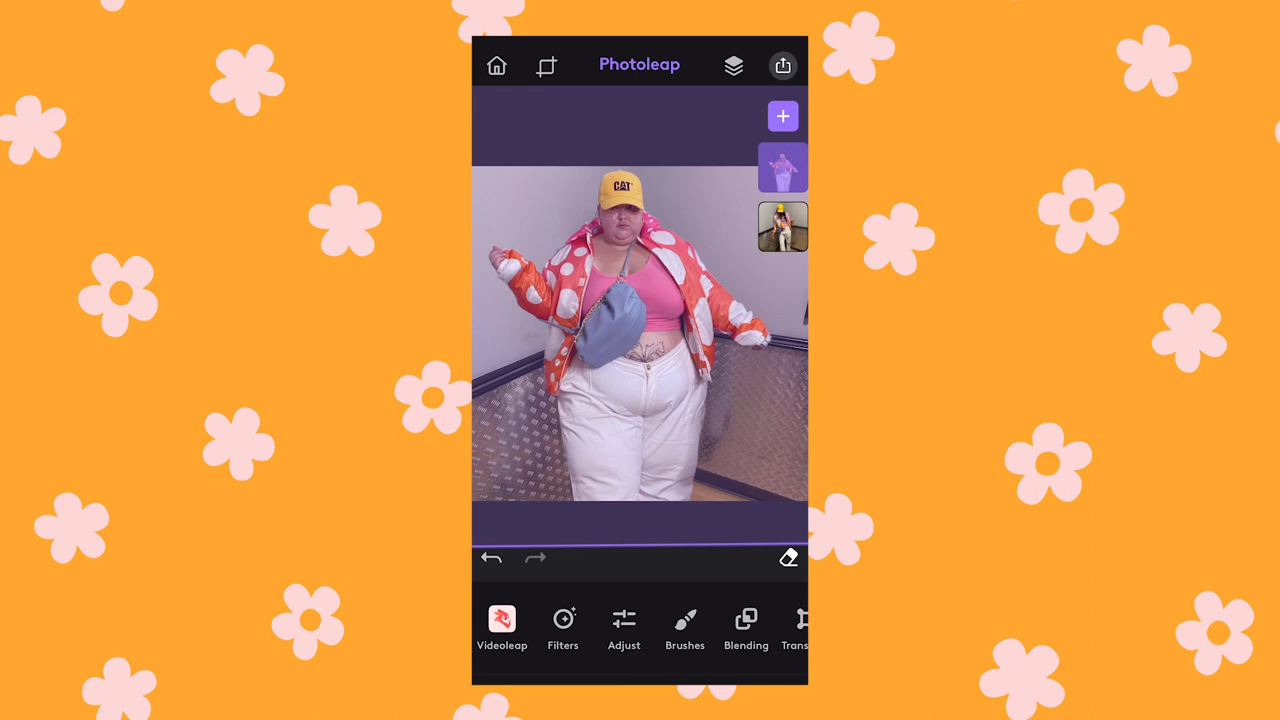 Photoleap
CAT
Videoleap
Filters
Adjust
Brushes
Blending
Trans